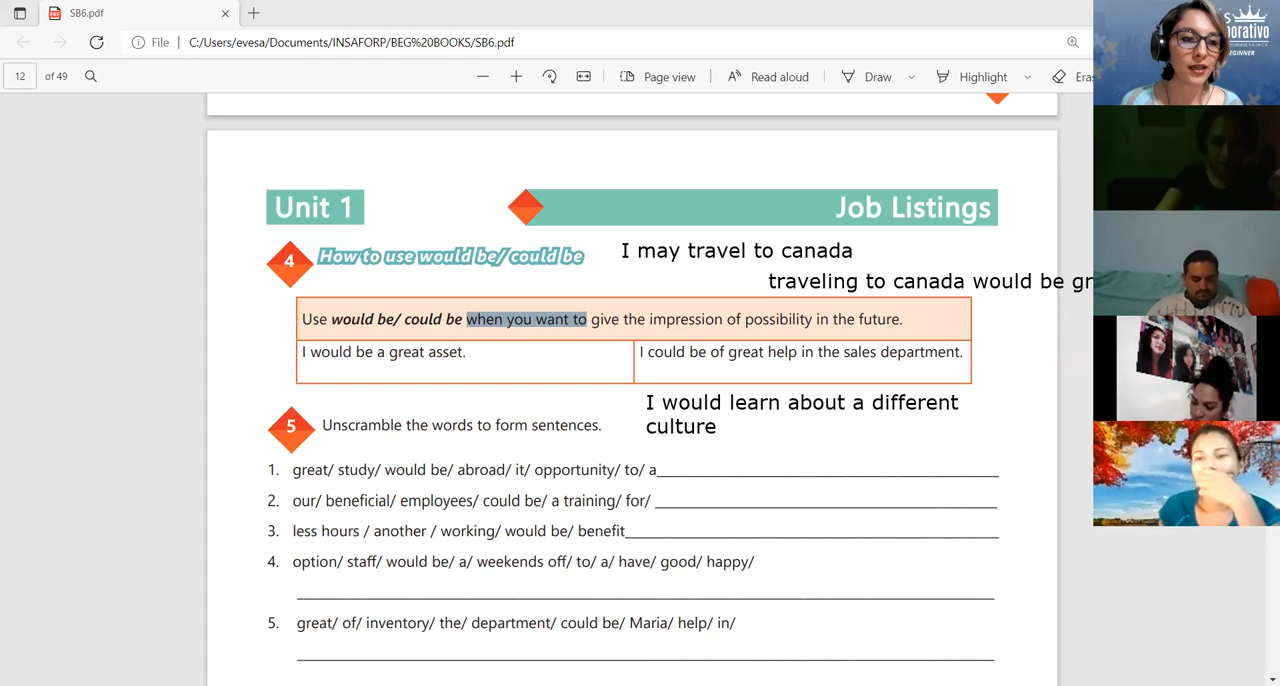 SB6.pdf
File C:/Users/evesa/Documents/INSAFORP/BEG%20BOOKS/SB6.pdf
12 of 49 Page view Read aloud Draw Highlight
orativo
Unit 1 Job Listings
4 How to use would be/ could be I may travel to canada
traveling to canada would be gr
Use would be/ could be when you want to give the impression of possibility in the future.
I would be a great asset. I could be of great help in the sales department.
I would learn about a different
culture
5 Unscramble the words to form sentences.
1. great/ study/ would be/ abroad/ it/ opportunity/ to/ a
2. our/ beneficial/ employees/ could be/ a training/ for/
3. less hours / another / working/ would be/ benefit
4. option/ staff/ would be/ a/ weekends off/ to/ a/ have/ good/ happy/
5. great/ of/ inventory/ the/ department/ could be/ Maria/ help/ in/